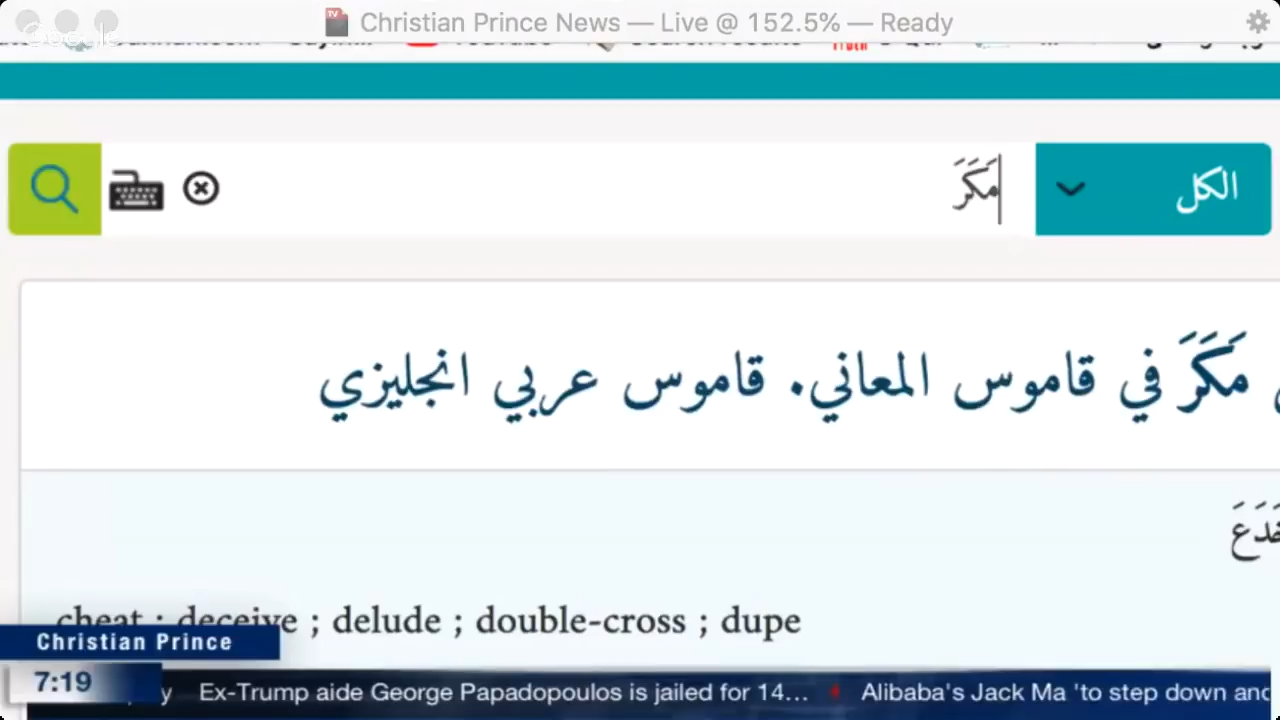 Christian Prince News — Live @ 152.5% — Ready
مَكَرَ
الكل
مَكَرَ في قاموس المعاني. قاموس عربي انجليزي
cheat ; deceive ; delude ; double-cross ; dupe
Christian Prince
7:19
Ex-Trump aide George Papadopoulos is jailed for 14...
Alibaba's Jack Ma 'to step down and